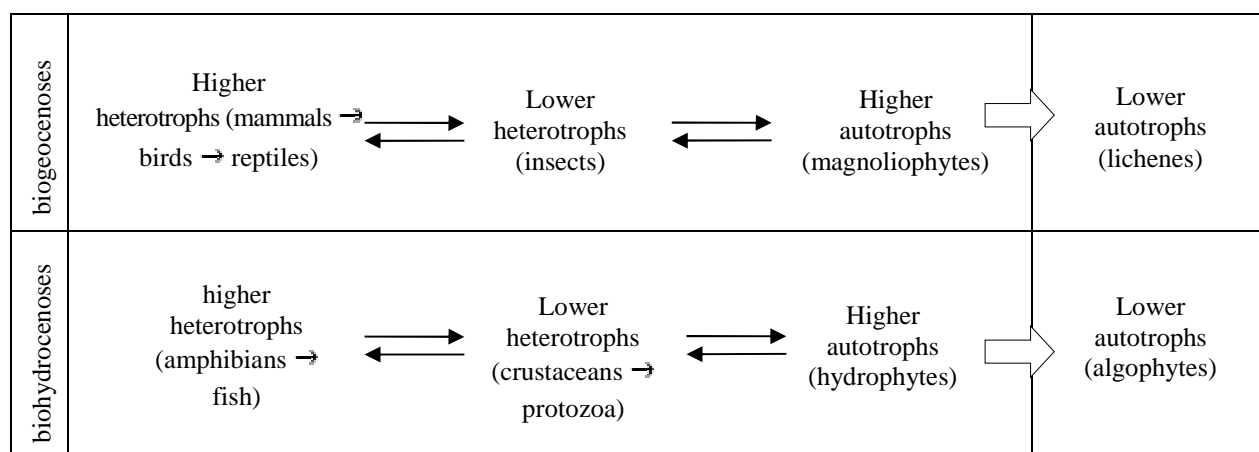 biogeocenoses
Higher
heterotrophs (mammals →
birds → reptiles)
Lower
heterotrophs
(insects)
Higher
autotrophs
(magnoliophytes)
Lower
autotrophs
(lichenes)
biohydrocenoses
higher
heterotrophs
(amphibians →
fish)
Lower
heterotrophs
(crustaceans →
protozoa)
Higher
autotrophs
(hydrophytes)
Lower
autotrophs
(algophytes)